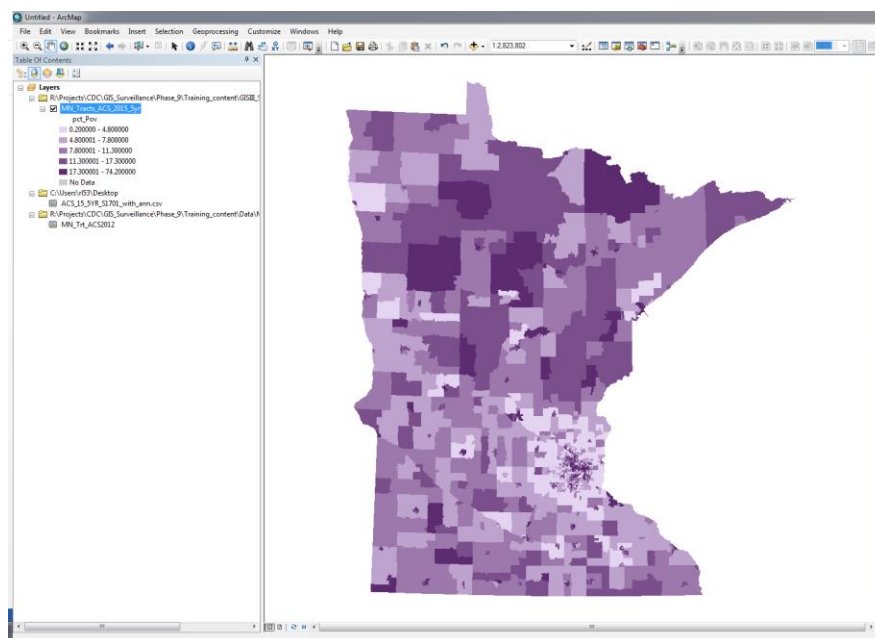 Untitled - ArcMap
File Edit View Bookmarks Insert Selection Geoprocessing Customize Windows Help
1:2,823,802
Table Of Contents
Layers
R:\Projects\CDC\GIS_Surveillance\Phase_9\Training_content\GISIII_S
MN_Tracts_ACS_2015_5yr
pct_Pov
0.200000 - 4.800000
4.800001 - 7.800000
7.800001 - 11.300000
11.300001 - 17.300000
17.300001 - 74.200000
No Data
C:\Users\rf53\Desktop
ACS_15_5YR_S1701_with_ann.csv
R:\Projects\CDC\GIS_Surveillance\Phase_9\Training_content\Data\
MN_Trt_ACS2012